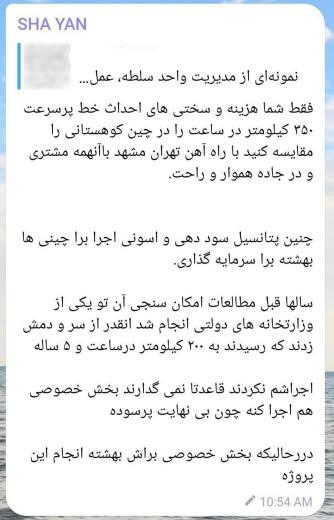 SHA YAN
نمونه‌ای از مدیریت واحد سلطه، عمل...
فقط شما هزینه و سختی های احداث خط پرسرعت
۳۵۰ کیلومتر در ساعت را در چین کوهستانی را
مقایسه کنید با راه آهن تهران مشهد باآنهمه مشتری
و در جاده هموار و راحت.
چنین پتانسیل سود دهی و اسونی اجرا برا چینی ها
بهشته برا سرمایه گذاری.
سالها قبل مطالعات امکان سنجی آن تو یکی از
وزارتخانه های دولتی انجام شد انقدر از سر و دمش
زدند که رسیدند به ۲۰۰ کیلومتر درساعت و ۵ ساله
اجراشم نکردند قاعدتا نمی گدارند بخش خصوصی
هم اجرا کنه چون بی نهایت پرسوده
درحالیکه بخش خصوصی براش بهشته انجام این
پروژه
10:54 AM